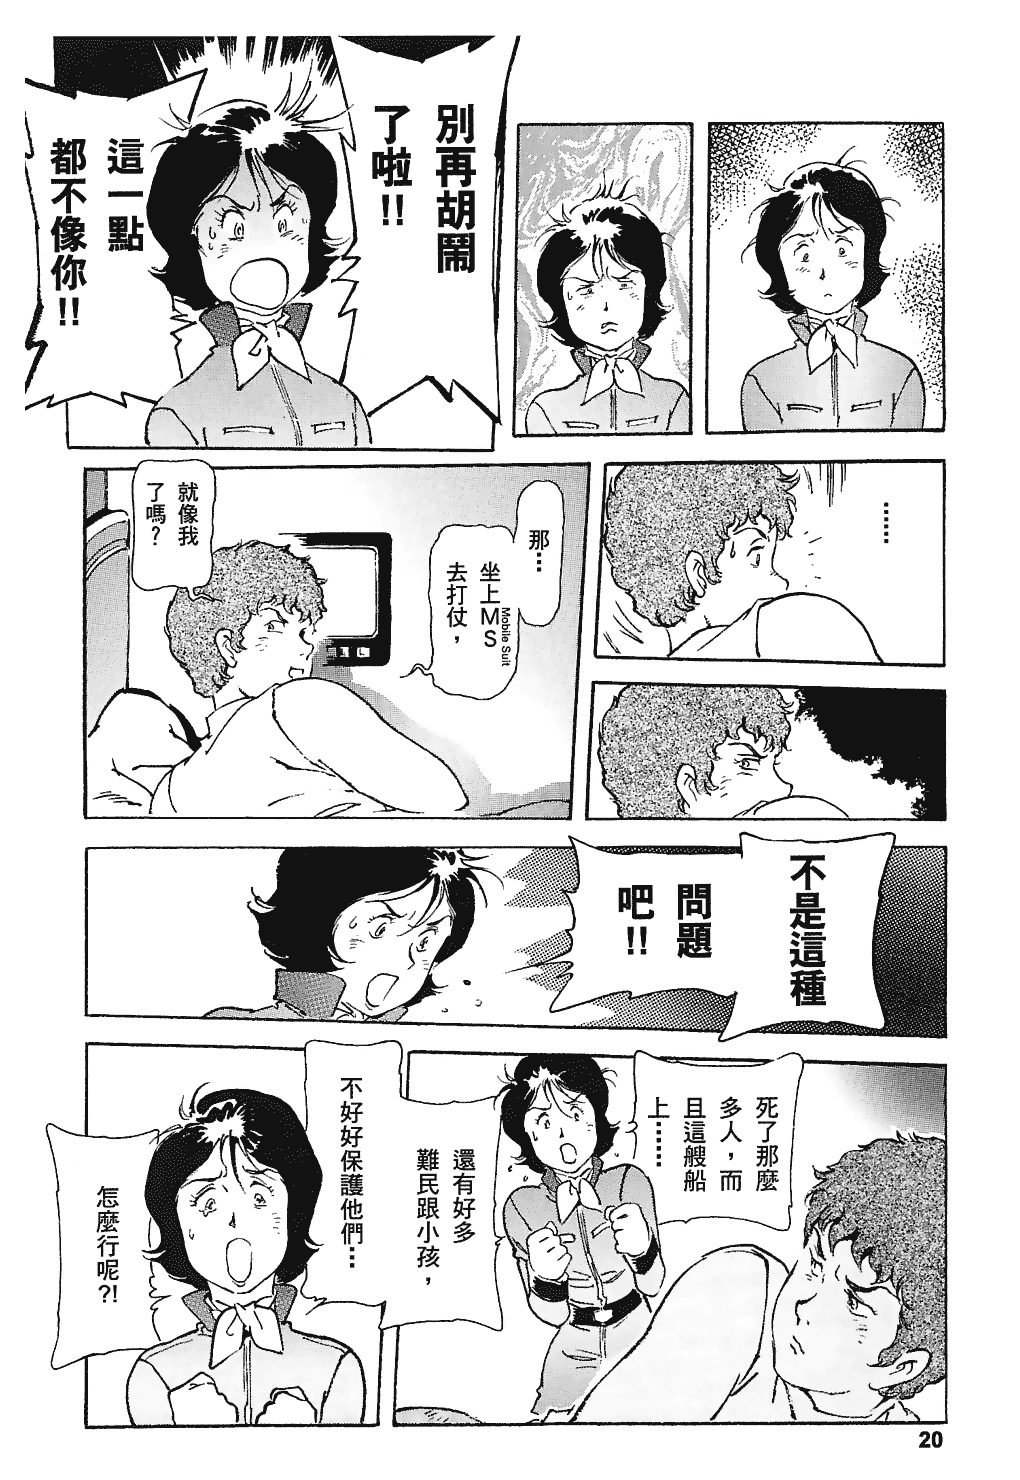 別再胡鬧
了啦!!
這一點
都不像你!!
……
那…
坐上MS
Mobile Suit
去打仗，
就像我
了嗎？
不是這種
問題
吧!!
死了那麼
多人，而
且這艘船
上……
還有好多
難民跟小孩，
不好好保護他們…
怎麼行呢?!
20